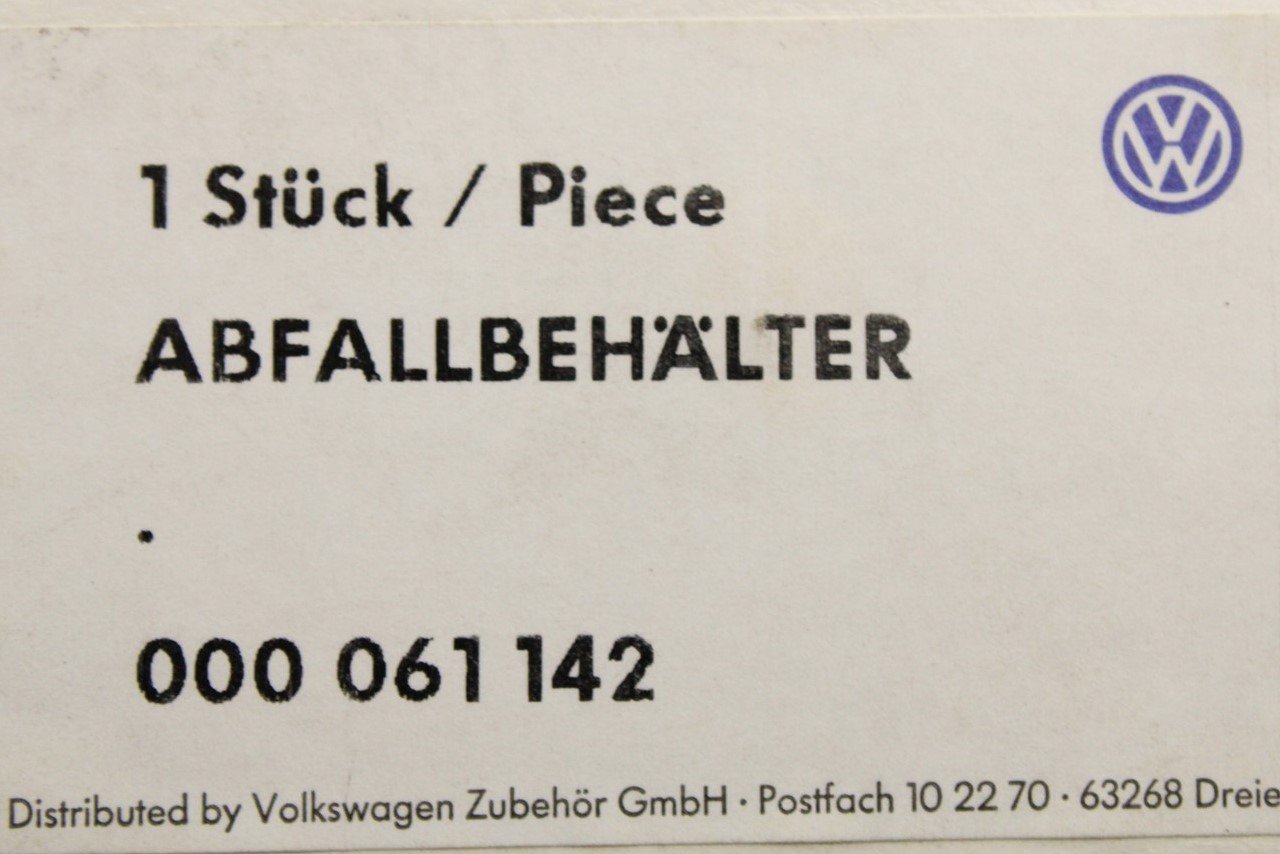 1 Stück / Piece
ABFALLBEHÄLTER
.
000 061 142
Distributed by Volkswagen Zubehör GmbH · Postfach 10 22 70 · 63268 Dreie